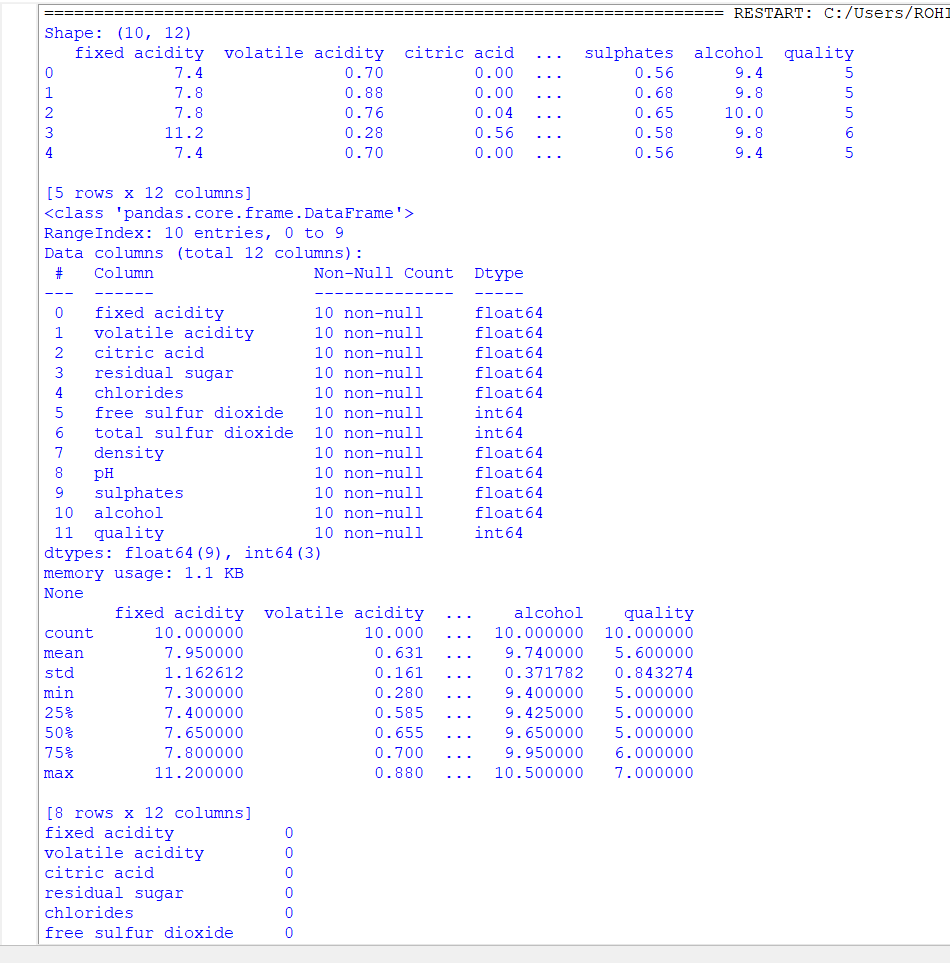 ==================================================================== RESTART: C:/Users/ROHI
Shape: (10, 12)
   fixed acidity  volatile acidity  citric acid  ...  sulphates  alcohol  quality
0            7.4              0.70         0.00  ...       0.56      9.4        5
1            7.8              0.88         0.00  ...       0.68      9.8        5
2            7.8              0.76         0.04  ...       0.65     10.0        5
3           11.2              0.28         0.56  ...       0.58      9.8        6
4            7.4              0.70         0.00  ...       0.56      9.4        5

[5 rows x 12 columns]
<class 'pandas.core.frame.DataFrame'>
RangeIndex: 10 entries, 0 to 9
Data columns (total 12 columns):
 #   Column                Non-Null Count  Dtype
---  ------                --------------  -----
 0   fixed acidity         10 non-null     float64
 1   volatile acidity      10 non-null     float64
 2   citric acid           10 non-null     float64
 3   residual sugar        10 non-null     float64
 4   chlorides             10 non-null     float64
 5   free sulfur dioxide   10 non-null     int64
 6   total sulfur dioxide  10 non-null     int64
 7   density               10 non-null     float64
 8   pH                    10 non-null     float64
 9   sulphates             10 non-null     float64
 10  alcohol               10 non-null     float64
 11  quality               10 non-null     int64
dtypes: float64(9), int64(3)
memory usage: 1.1 KB
None
       fixed acidity  volatile acidity  ...    alcohol    quality
count      10.000000            10.000  ...  10.000000  10.000000
mean        7.950000             0.631  ...   9.740000   5.600000
std         1.162612             0.161  ...   0.371782   0.843274
min         7.300000             0.280  ...   9.400000   5.000000
25%         7.400000             0.585  ...   9.425000   5.000000
50%         7.650000             0.655  ...   9.650000   5.000000
75%         7.800000             0.700  ...   9.950000   6.000000
max        11.200000             0.880  ...  10.500000   7.000000

[8 rows x 12 columns]
fixed acidity           0
volatile acidity        0
citric acid             0
residual sugar          0
chlorides               0
free sulfur dioxide     0